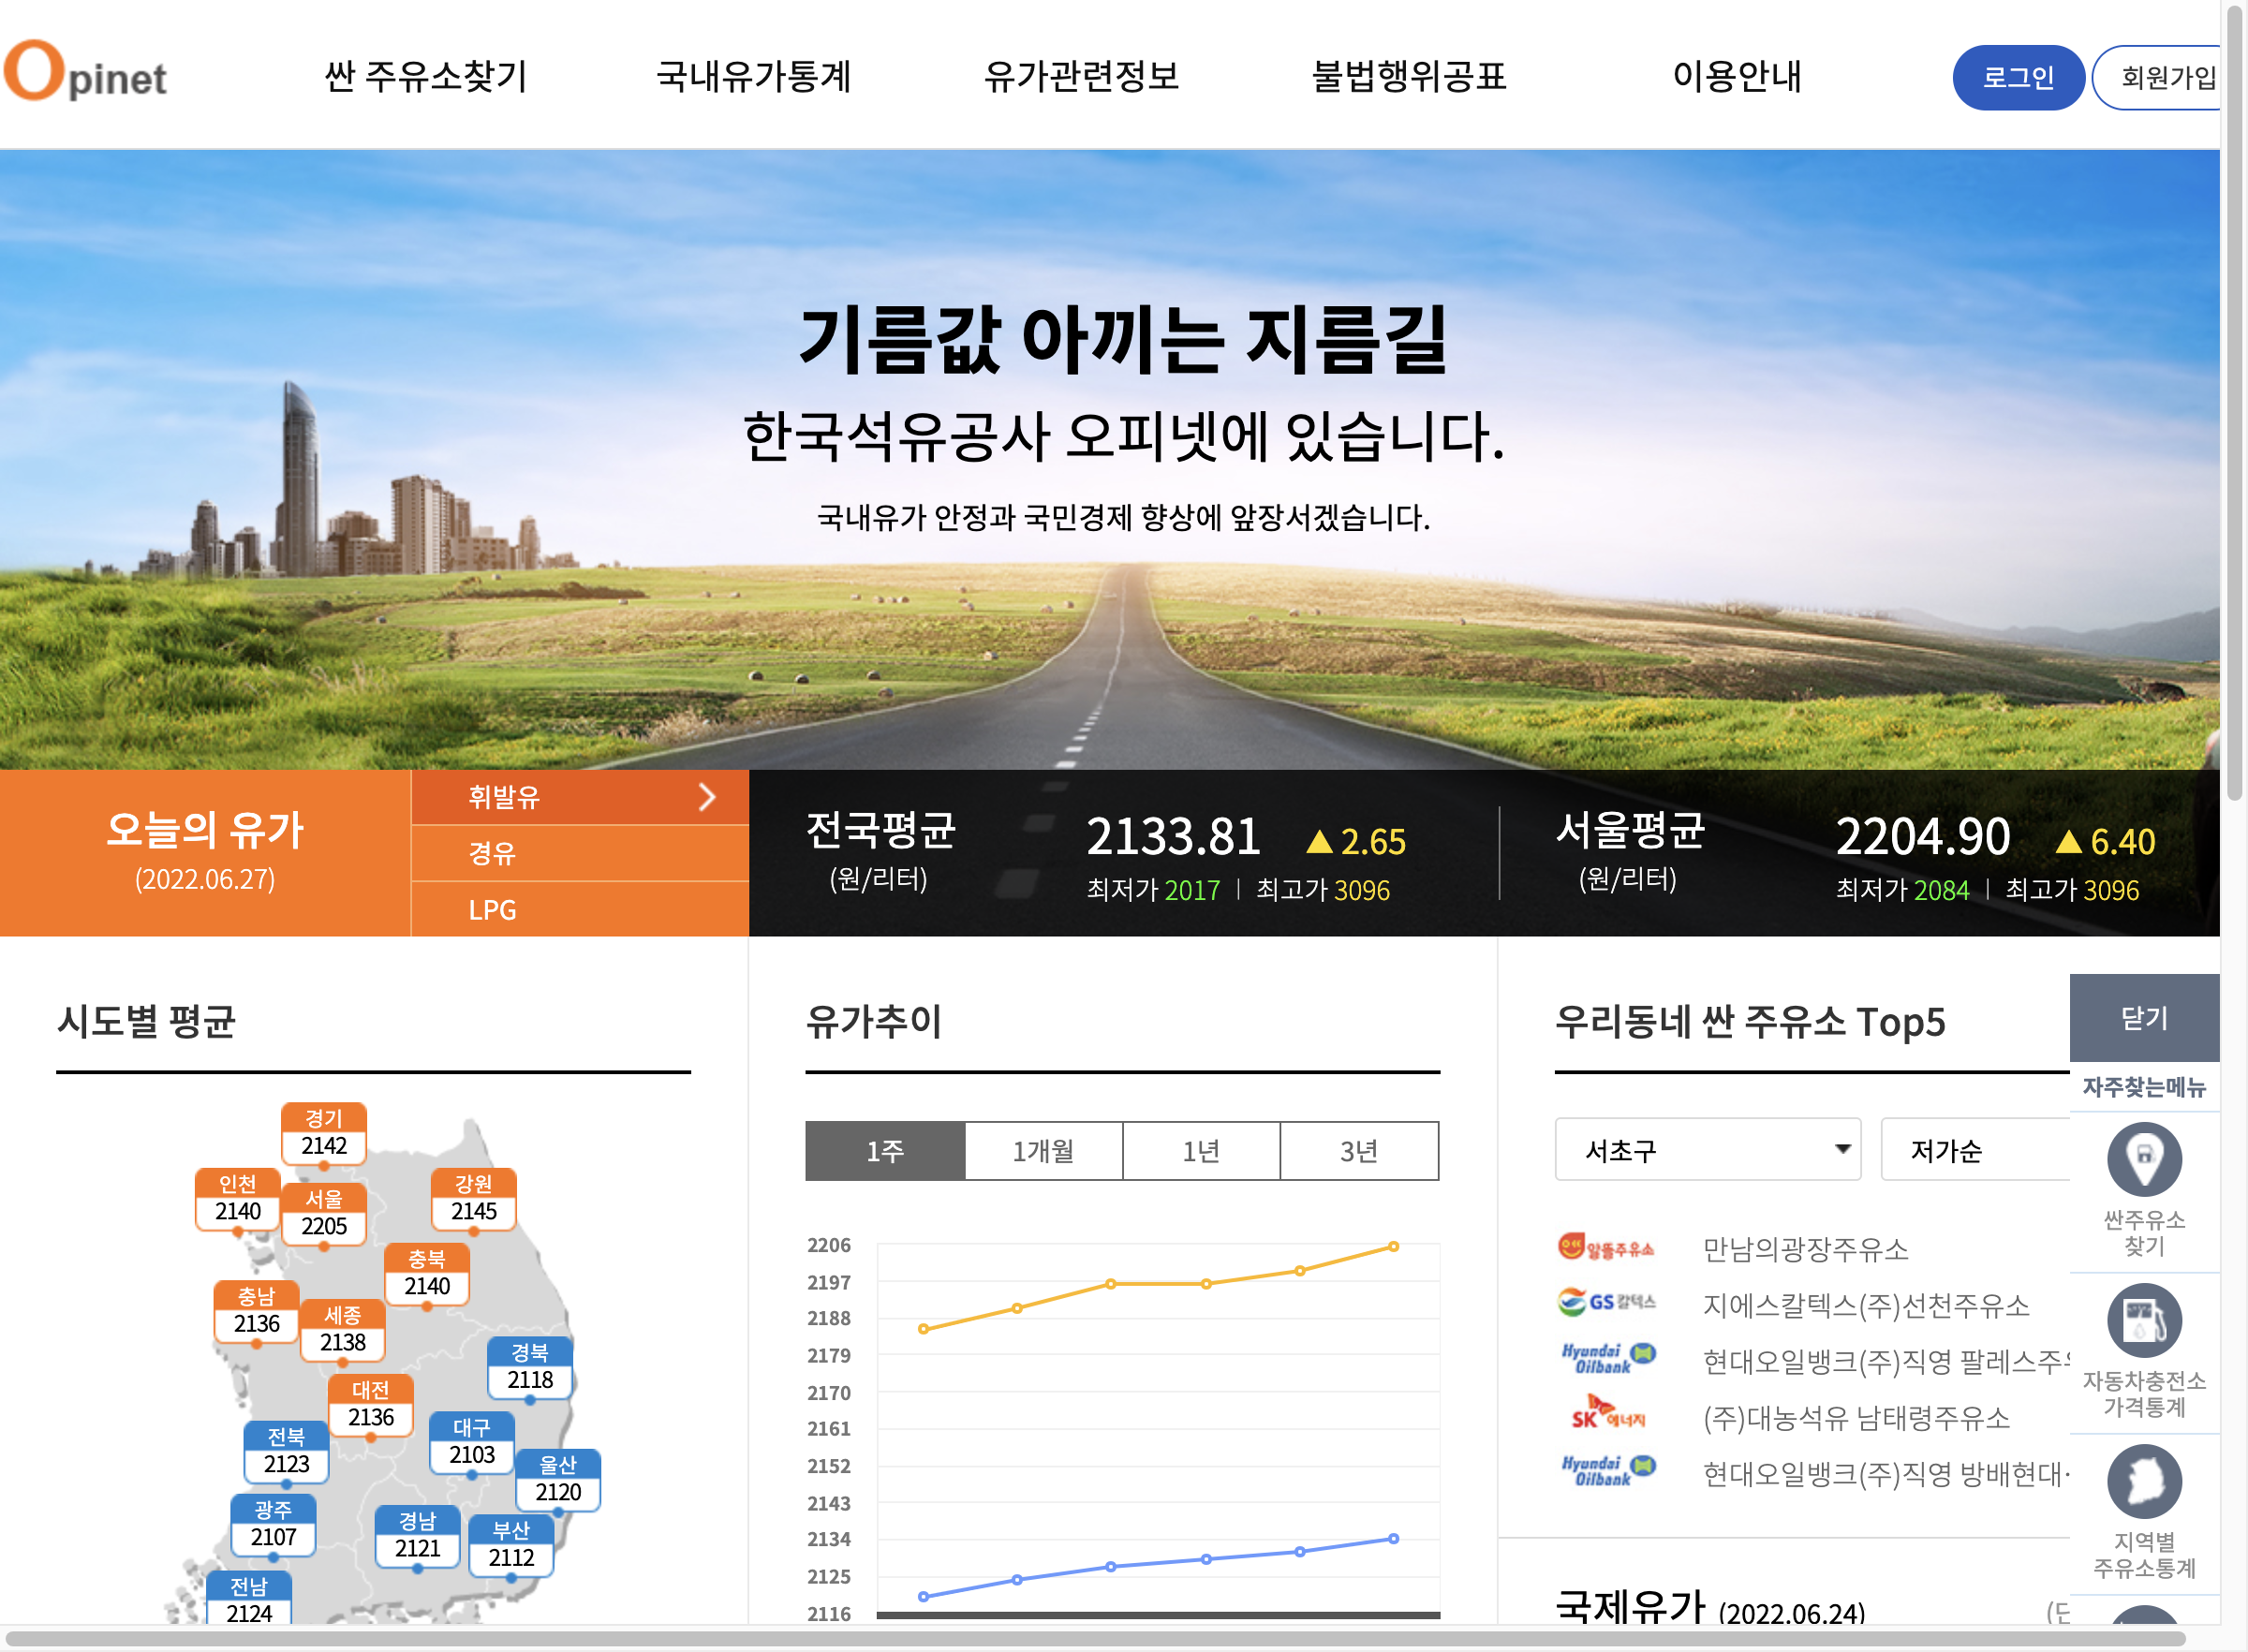 Opinet
싼 주유소찾기
국내유가통계
유가관련정보
불법행위공표
이용안내
로그인
회원가입
기름값 아끼는 지름길
한국석유공사 오피넷에 있습니다.
국내유가 안정과 국민경제 향상에 앞장서겠습니다.
오늘의 유가
(2022.06.27)
휘발유
경유
LPG
전국평균
(원/리터)
2133.81 ▲ 2.65
최저가 2017 | 최고가 3096
서울평균
(원/리터)
2204.90 ▲ 6.40
최저가 2084 | 최고가 3096
시도별 평균
경기
2142
인천
2140
서울
2205
강원
2145
충북
2140
충남
2136
세종
2138
경북
2118
대전
2136
대구
2103
전북
2123
울산
2120
광주
2107
경남
2121
부산
2112
전남
2124
유가추이
1주 1개월 1년 3년
2206
2197
2188
2179
2170
2161
2152
2143
2134
2125
2116
우리동네 싼 주유소 Top5
서초구 저가순
알뜰주유소 만남의광장주유소
GS 칼텍스 지에스칼텍스(주)선천주유소
Hyundai Oilbank 현대오일뱅크(주)직영 팔레스주
SK에너지 (주)대농석유 남태령주유소
Hyundai Oilbank 현대오일뱅크(주)직영 방배현대
국제유가 (2022.06.24)
닫기
자주찾는메뉴
싼주유소
찾기
자동차충전소
가격통계
지역별
주유소통계